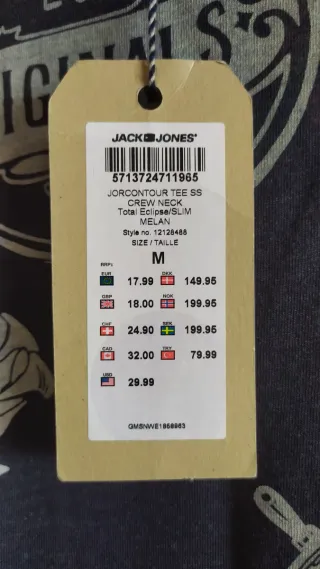 IGINALS
JACK & JONES
5713724711965
JORCONTOUR TEE SS
CREW NECK
Total Eclipse/SLIM
MELAN
Style no. 12128488
SIZE / TAILLE
M
RRP:
EUR 17.99 DKK 149.95
GBP 18.00 NOK 199.95
CHF 24.90 SEK 199.95
CAD 32.00 TRY 79.99
USD 29.99